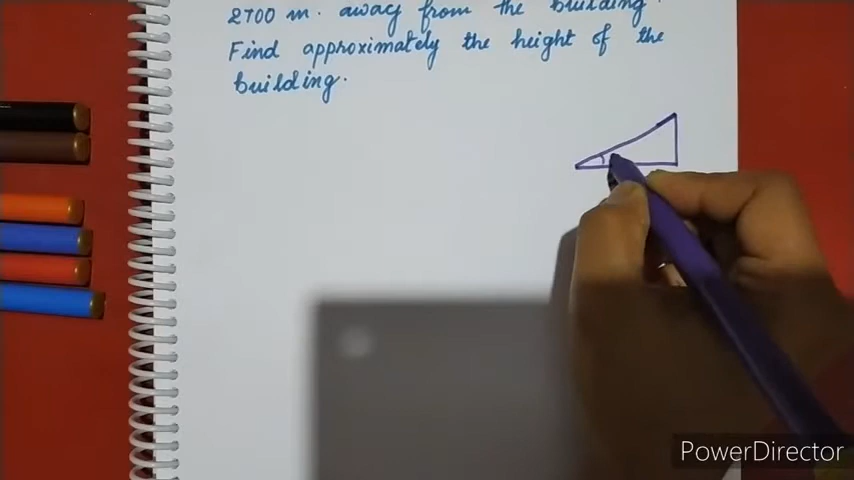 2700 m. away from the building.
Find approximately the height of the
building.
PowerDirector